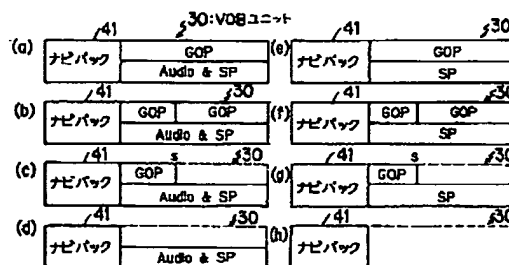 41 30:VOBユニット
(a) ナビパック GOP
Audio & SP
41 30
(b) ナビパック GOP GOP
Audio & SP
41 s 30
(c) ナビパック GOP
Audio & SP
41 30
(d) ナビパック
Audio & SP
41 30
(e) ナビパック GOP
SP
41 30
(f) ナビパック GOP GOP
SP
41 s 30
(g) ナビパック GOP
SP
41 30
(h) ナビパック